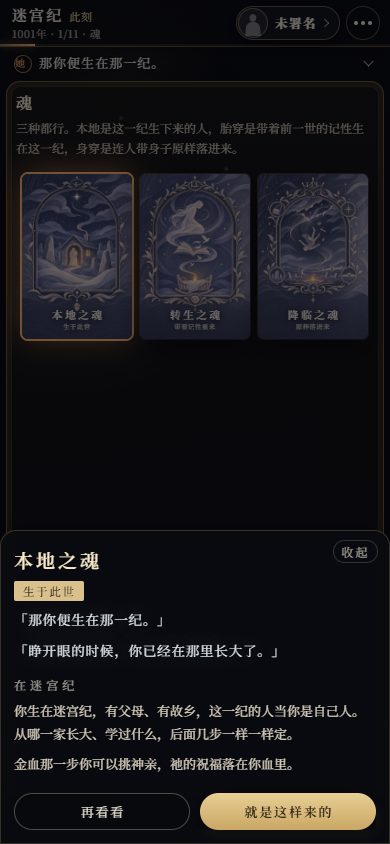 迷宫纪 此刻
1001年 · 1/11 · 魂
未署名
她 那你便生在那一纪。
魂
三种都行。本地是这一纪生下来的人，胎穿是带着前一世的记性生
在这一纪，身穿是连人带身子原样落进来。
本地之魂
生于此世
转生之魂
带着记性重来
降临之魂
原样落进来
收起
本地之魂
生于此世
「那你便生在那一纪。」
「睁开眼的时候，你已经在那里长大了。」
在迷宫纪
你生在迷宫纪，有父母、有故乡，这一纪的人当你是自己人。
从哪一家长大、学过什么，后面几步一样一样定。
金血那一步你可以挑神亲，祂的祝福落在你血里。
再看看
就是这样来的